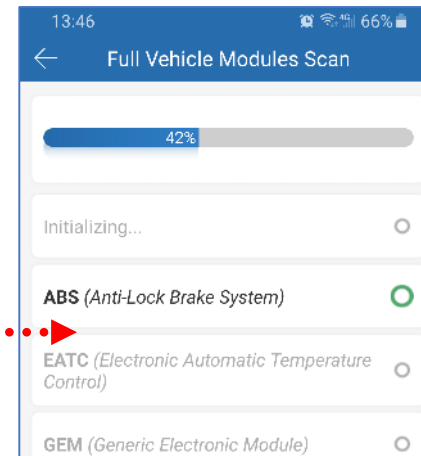 13:46 4G 66%
Full Vehicle Modules Scan
42%
Initializing...
ABS (Anti-Lock Brake System)
EATC (Electronic Automatic Temperature
Control)
GEM (Generic Electronic Module)